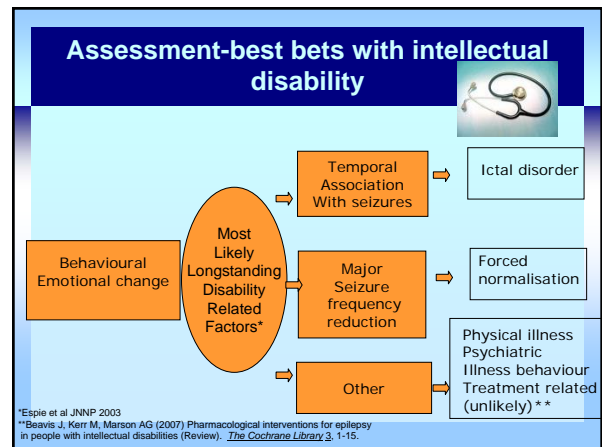 Assessment-best bets with intellectual
disability
Behavioural
Emotional change
Most
Likely
Longstanding
Disability
Related
Factors*
Temporal
Association
With seizures
Ictal disorder
Major
Seizure
frequency
reduction
Forced
normalisation
Other
Physical illness
Psychiatric
Illness behaviour
Treatment related
(unlikely)**
*Espie et al JNNP 2003
**Beavis J, Kerr M, Marson AG (2007) Pharmacological interventions for epilepsy
in people with intellectual disabilities (Review). The Cochrane Library 3, 1-15.